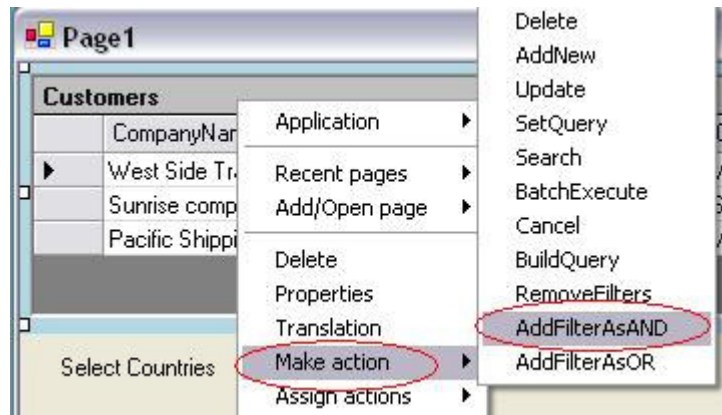 Page1
Customers
CompanyNar
West Side Tr
Sunrise comp
Pacific Shippi
Select Countries
Application
Recent pages
Add/Open page
Delete
Properties
Translation
Make action
Assign actions
Delete
AddNew
Update
SetQuery
Search
BatchExecute
Cancel
BuildQuery
RemoveFilters
AddFilterAsAND
AddFilterAsOR